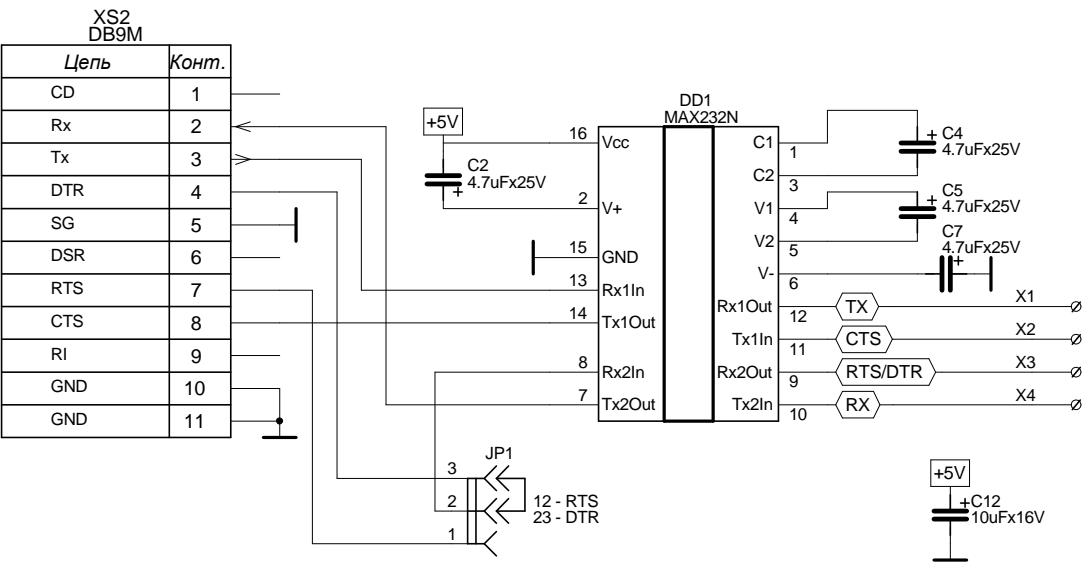 XS2
DB9M
Цепь Конт.
CD 1
Rx 2
Tx 3
DTR 4
SG 5
DSR 6
RTS 7
CTS 8
RI 9
GND 10
GND 11
+5V
C2
4.7uFx25V
+
DD1
MAX232N
16 Vcc
2 V+
15 GND
13 Rx1In
14 Tx1Out
8 Rx2In
7 Tx2Out
C1 1
C2 3
V1 4
V2 5
V- 6
Rx1Out 12
Tx1In 11
Rx2Out 9
Tx2In 10
+ C4
4.7uFx25V
+ C5
4.7uFx25V
C7
4.7uFx25V
+
TX X1
CTS X2
RTS/DTR X3
RX X4
JP1
3
2
1
12 - RTS
23 - DTR
+5V
+C12
10uFx16V